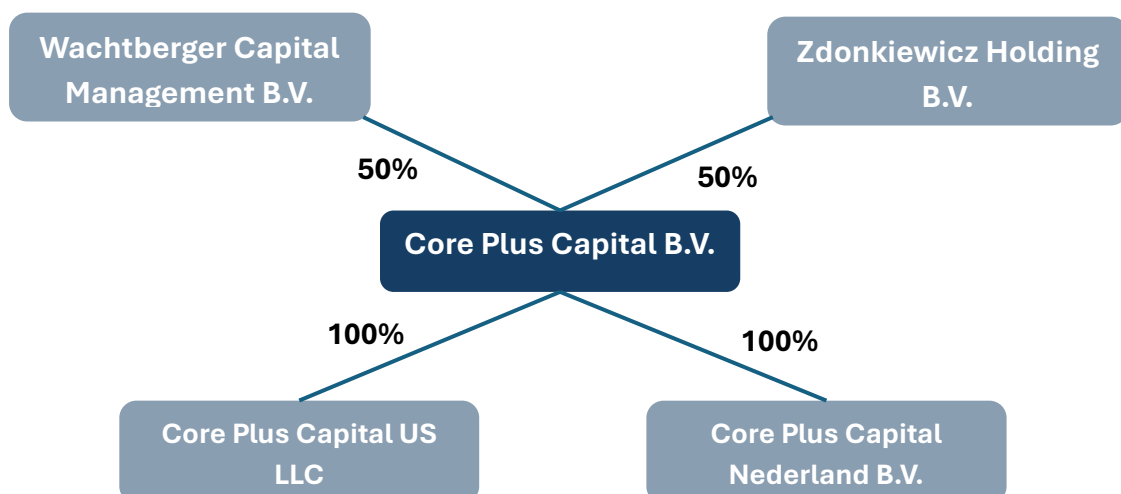 Wachtberger Capital
Management B.V.
Zdonkiewicz Holding
B.V.
50%
50%
Core Plus Capital B.V.
100%
100%
Core Plus Capital US
LLC
Core Plus Capital
Nederland B.V.